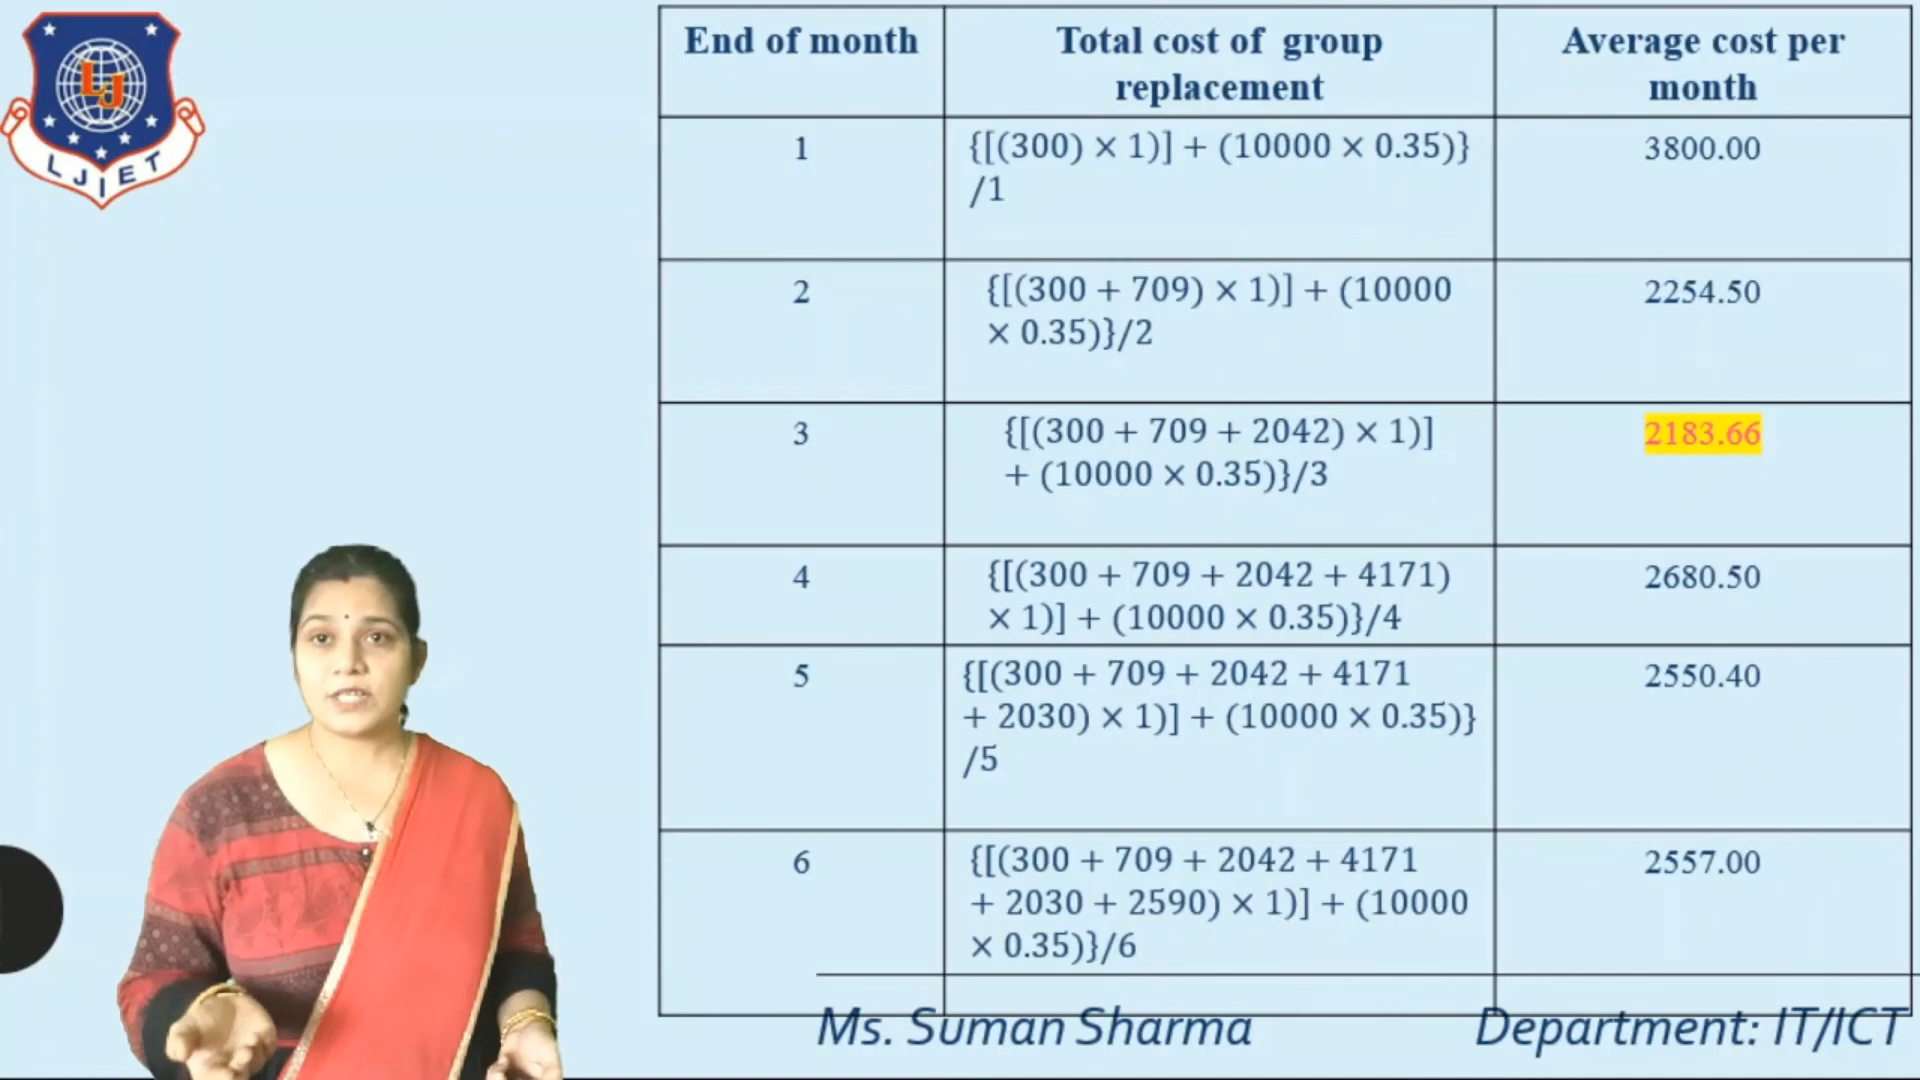 LJ
LJIET
End of month
Total cost of group
replacement
Average cost per
month
1
{[(300) × 1)] + (10000 × 0.35)}
/1
3800.00
2
{[(300 + 709) × 1)] + (10000
× 0.35)}/2
2254.50
3
{[(300 + 709 + 2042) × 1)]
+ (10000 × 0.35)}/3
2183.66
4
{[(300 + 709 + 2042 + 4171)
× 1)] + (10000 × 0.35)}/4
2680.50
5
{[(300 + 709 + 2042 + 4171
+ 2030) × 1)] + (10000 × 0.35)}
/5
2550.40
6
{[(300 + 709 + 2042 + 4171
+ 2030 + 2590) × 1)] + (10000
× 0.35)}/6
2557.00
Ms. Suman Sharma
Department: IT/ICT